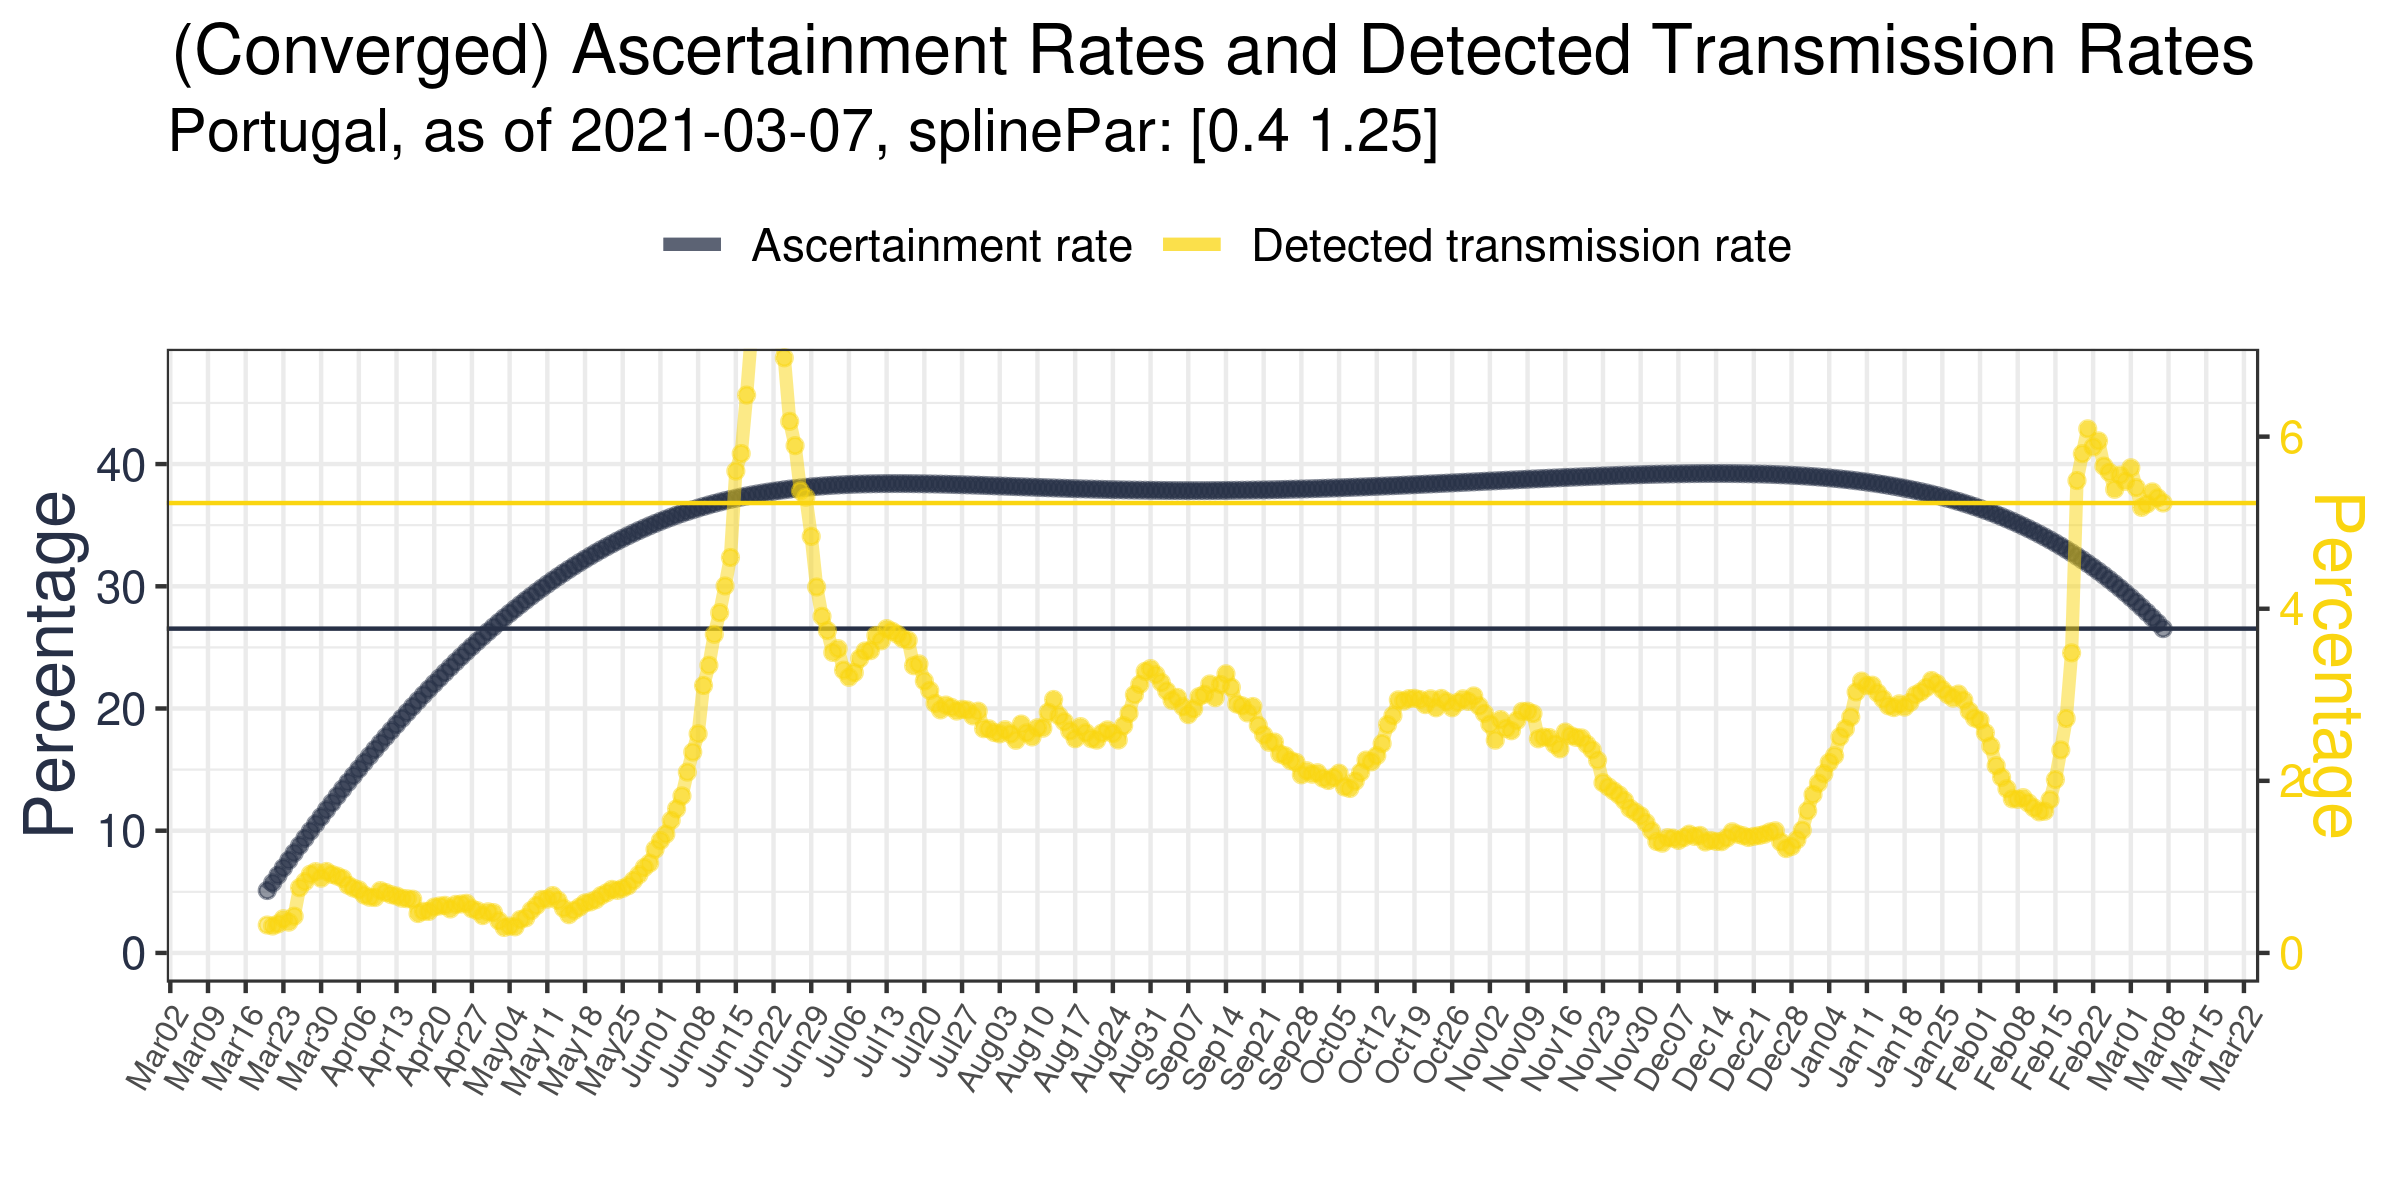 (Converged) Ascertainment Rates and Detected Transmission Rates
Portugal, as of 2021-03-07, splinePar: [0.4 1.25]
Ascertainment rate
Detected transmission rate
Percentage
40
30
20
10
0
6
4
2
0
Percentage
Mar02
Mar09
Mar16
Mar23
Mar30
Apr06
Apr13
Apr20
Apr27
May04
May11
May18
May25
Jun01
Jun08
Jun15
Jun22
Jun29
Jul06
Jul13
Jul20
Jul27
Aug03
Aug10
Aug17
Aug24
Aug31
Sep07
Sep14
Sep21
Sep28
Oct05
Oct12
Oct19
Oct26
Nov02
Nov09
Nov16
Nov23
Nov30
Dec07
Dec14
Dec21
Dec28
Jan04
Jan11
Jan18
Jan25
Feb01
Feb08
Feb15
Feb22
Mar01
Mar08
Mar15
Mar22